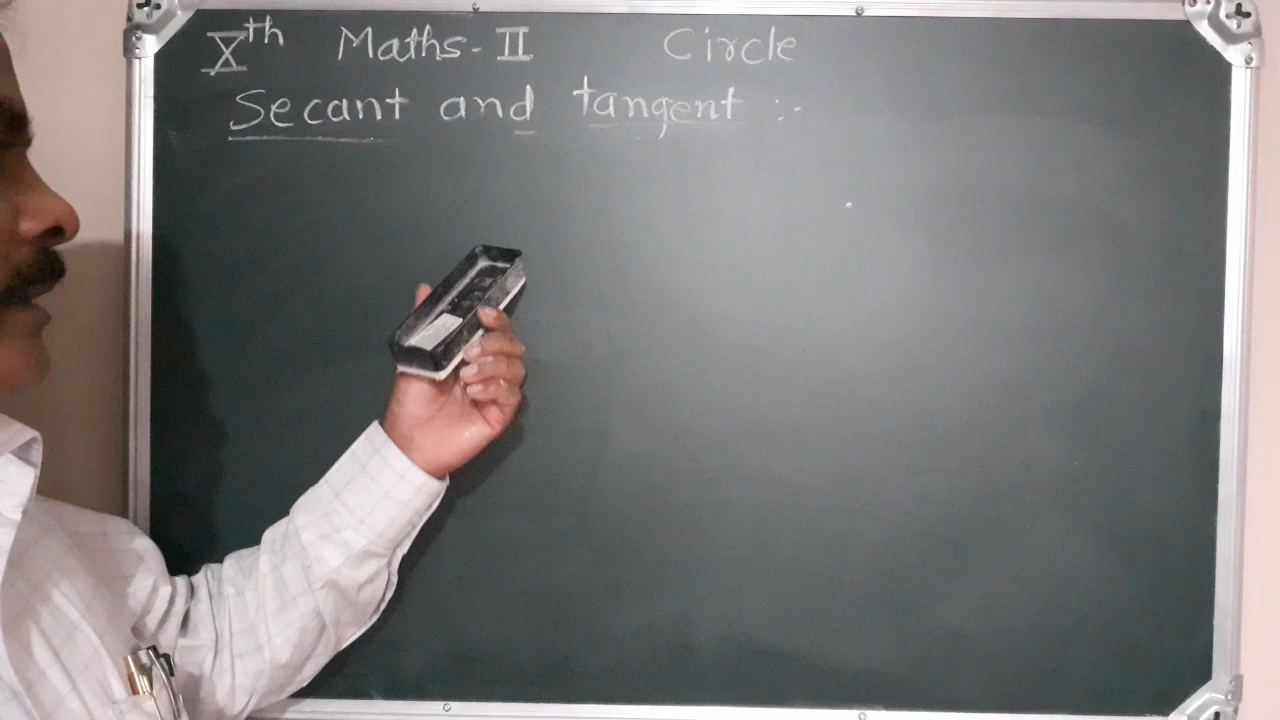 Xth Maths-II Circle
Secant and tangent :-